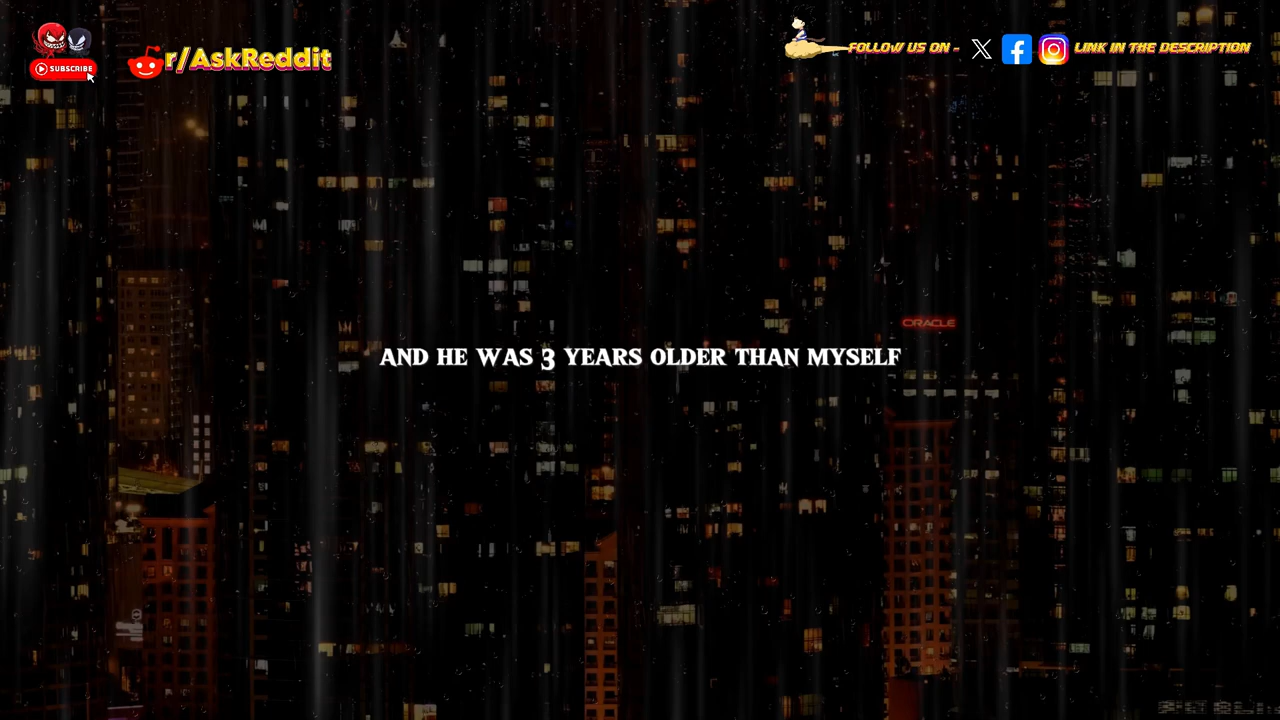 SUBSCRIBE
r/AskReddit
FOLLOW US ON -
LINK IN THE DESCRIPTION
ORACLE
AND HE WAS 3 YEARS OLDER THAN MYSELF